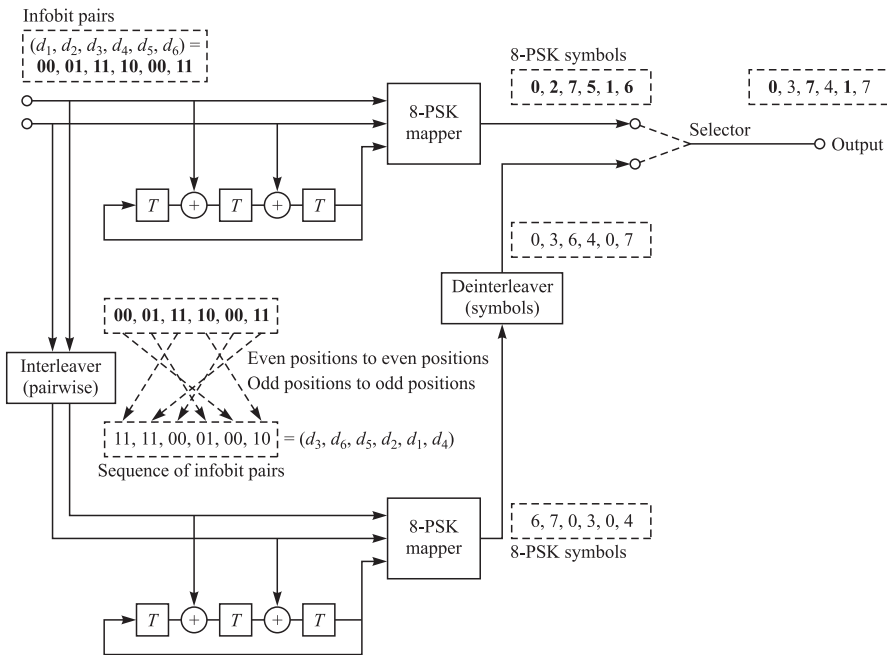 Infobit pairs
(d1, d2, d3, d4, d5, d6) =
00, 01, 11, 10, 00, 11
8-PSK mapper
8-PSK symbols
0, 2, 7, 5, 1, 6
0, 3, 7, 4, 1, 7
Selector
Output
T
+
T
+
T
0, 3, 6, 4, 0, 7
Deinterleaver
(symbols)
00, 01, 11, 10, 00, 11
Even positions to even positions
Odd positions to odd positions
Interleaver
(pairwise)
11, 11, 00, 01, 00, 10 = (d3, d6, d5, d2, d1, d4)
Sequence of infobit pairs
8-PSK
mapper
6, 7, 0, 3, 0, 4
8-PSK symbols
T
+
T
+
T